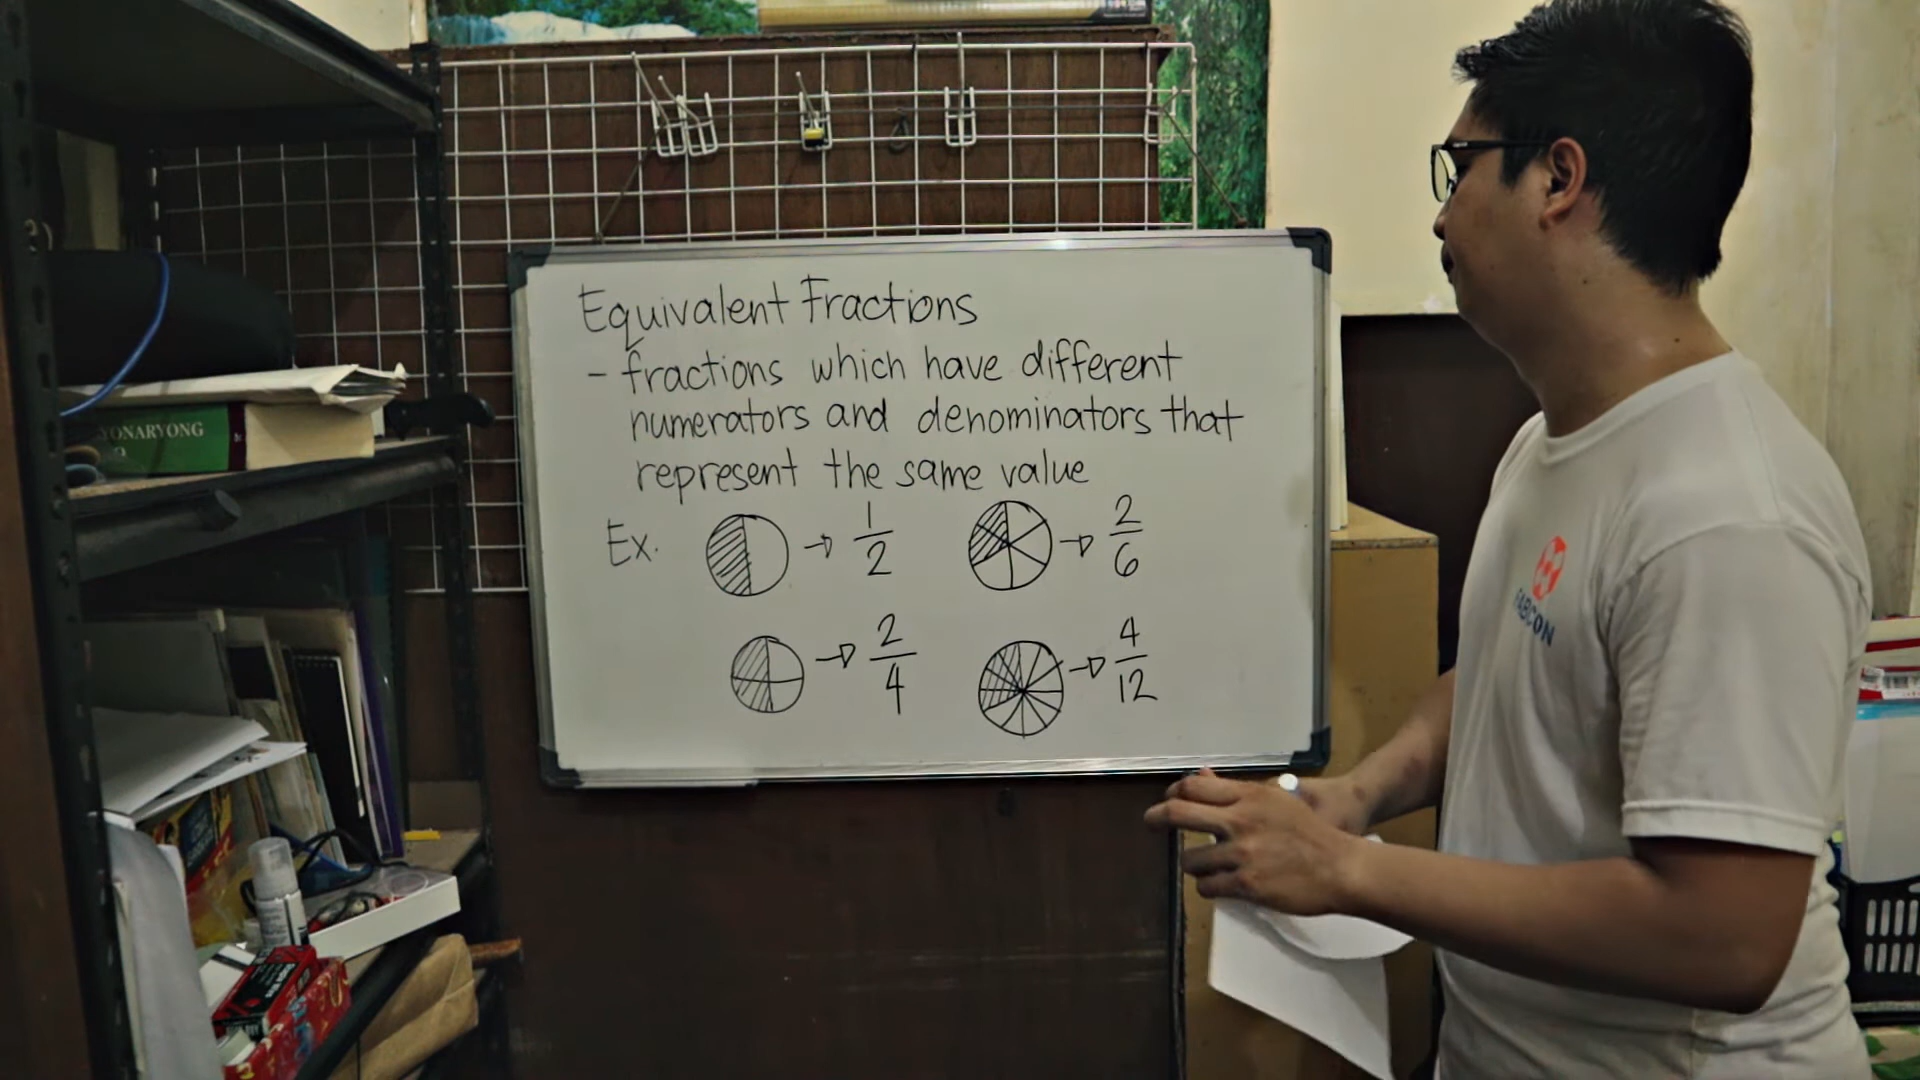 Equivalent Fractions
- fractions which have different
numerators and denominators that
represent the same value
Ex. → 1/2 → 2/6
→ 2/4 → 4/12
YONARYONG